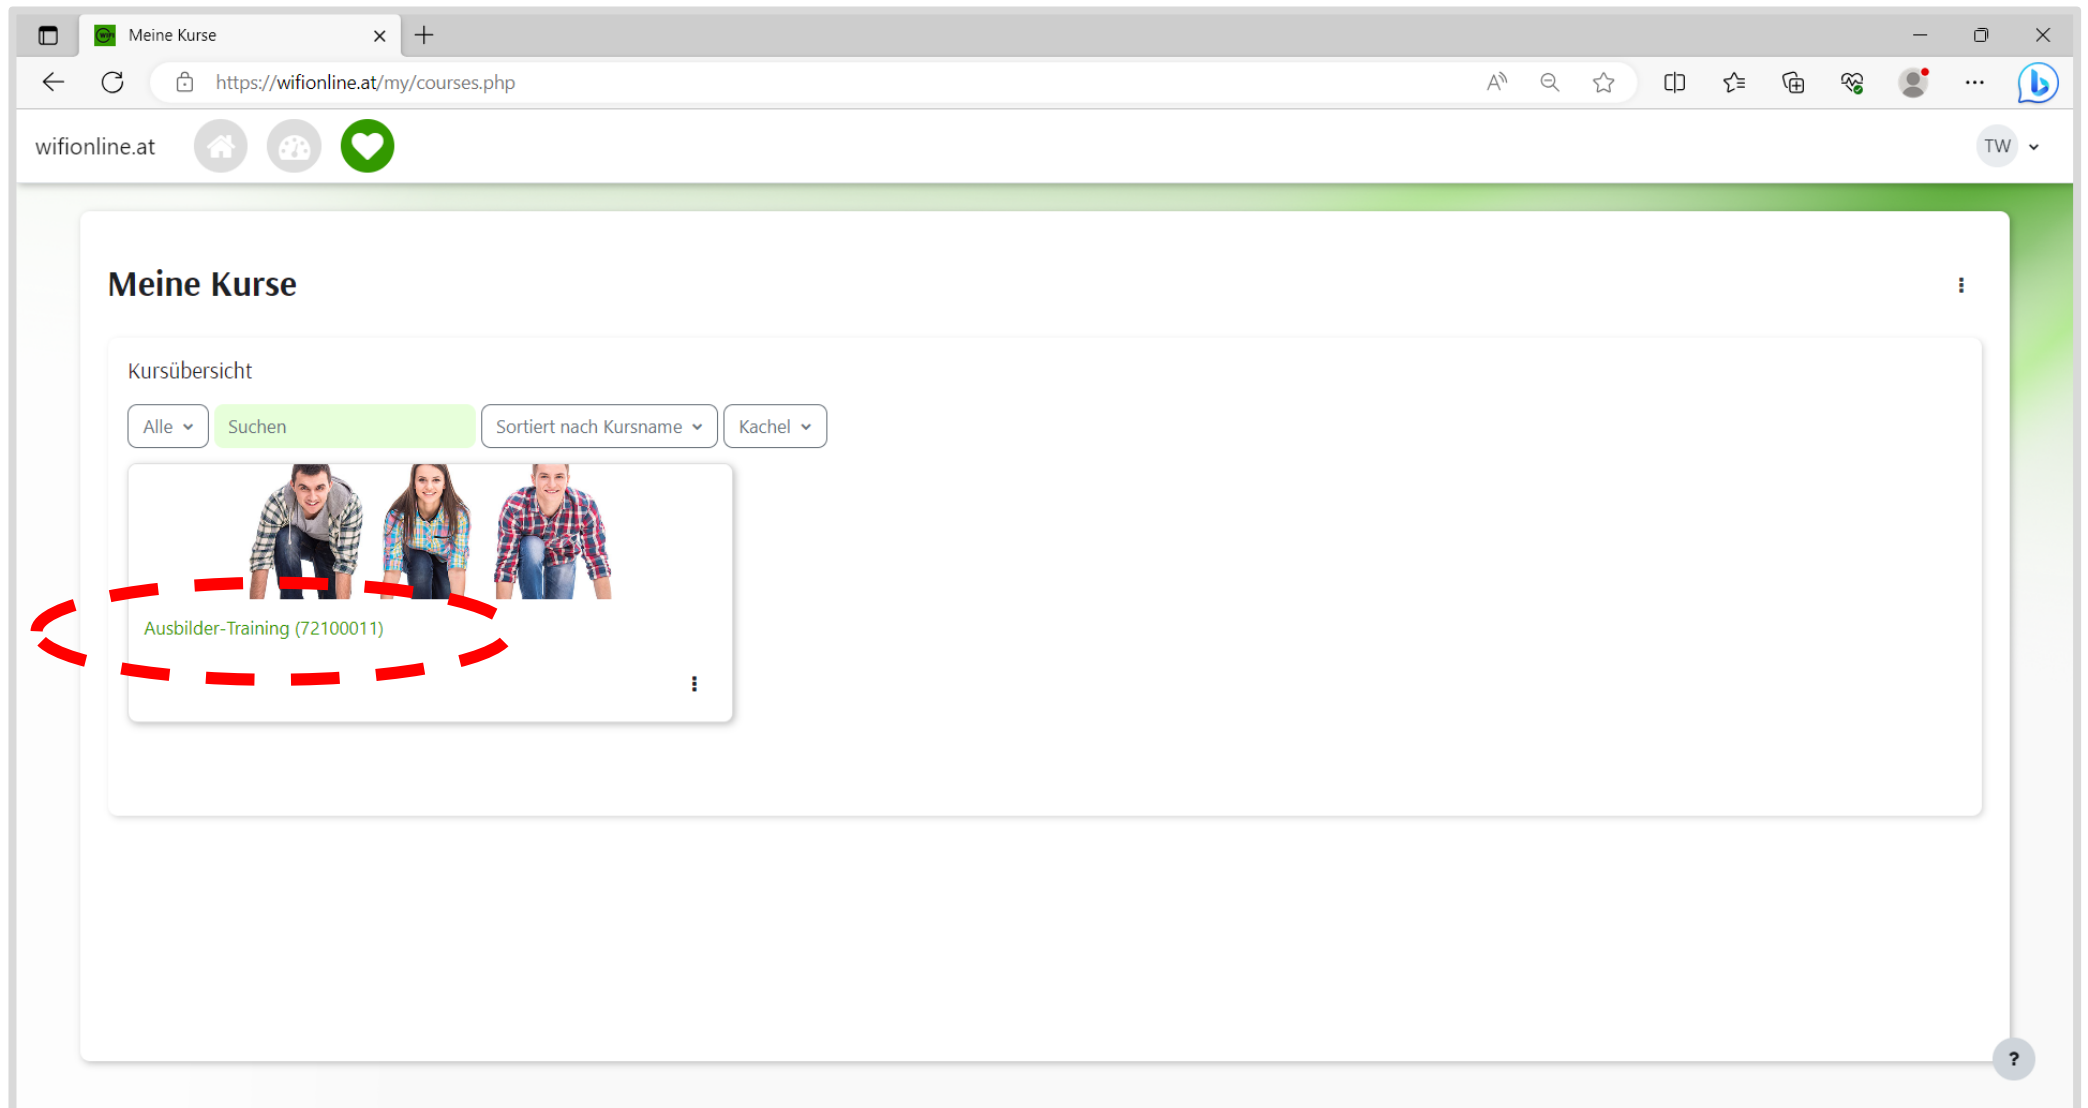 Meine Kurse
https://wifionline.at/my/courses.php
wifionline.at
TW
Meine Kurse
Kursübersicht
Alle
Suchen
Sortiert nach Kursname
Kachel
Ausbilder-Training (72100011)
?